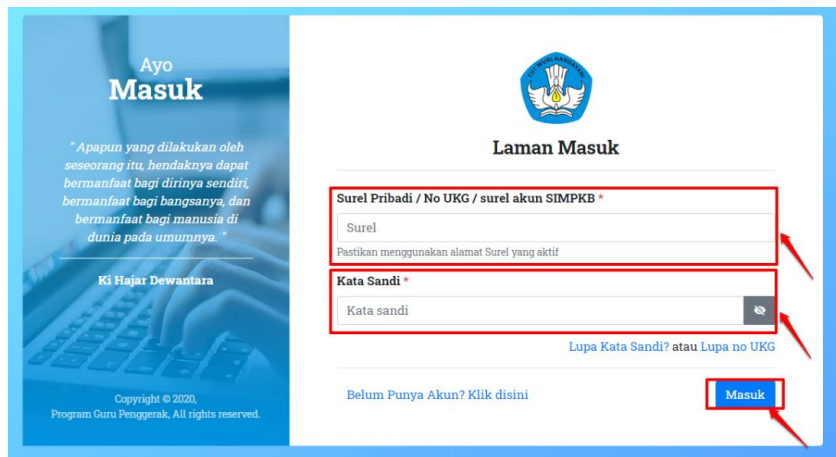 Ayo
Masuk
" Apapun yang dilakukan oleh
seseorang itu, hendaknya dapat
bermanfaat bagi dirinya sendiri,
bermanfaat bagi bangsanya, dan
bermanfaat bagi manusia di
dunia pada umumnya. "
Ki Hajar Dewantara
Copyright © 2020,
Program Guru Penggerak, All rights reserved.
TUT WURI HANDAYANI
Laman Masuk
Surel Pribadi / No UKG / surel akun SIMPKB *
Surel
Pastikan menggunakan alamat Surel yang aktif
Kata Sandi *
Kata sandi
Lupa Kata Sandi? atau Lupa no UKG
Belum Punya Akun? Klik disini
Masuk